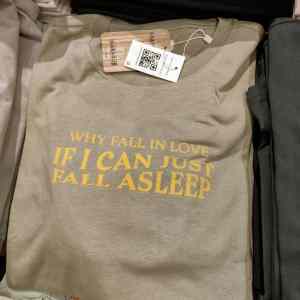 WHY FALL IN LOVE
IF I CAN JUST
FALL ASLEEP